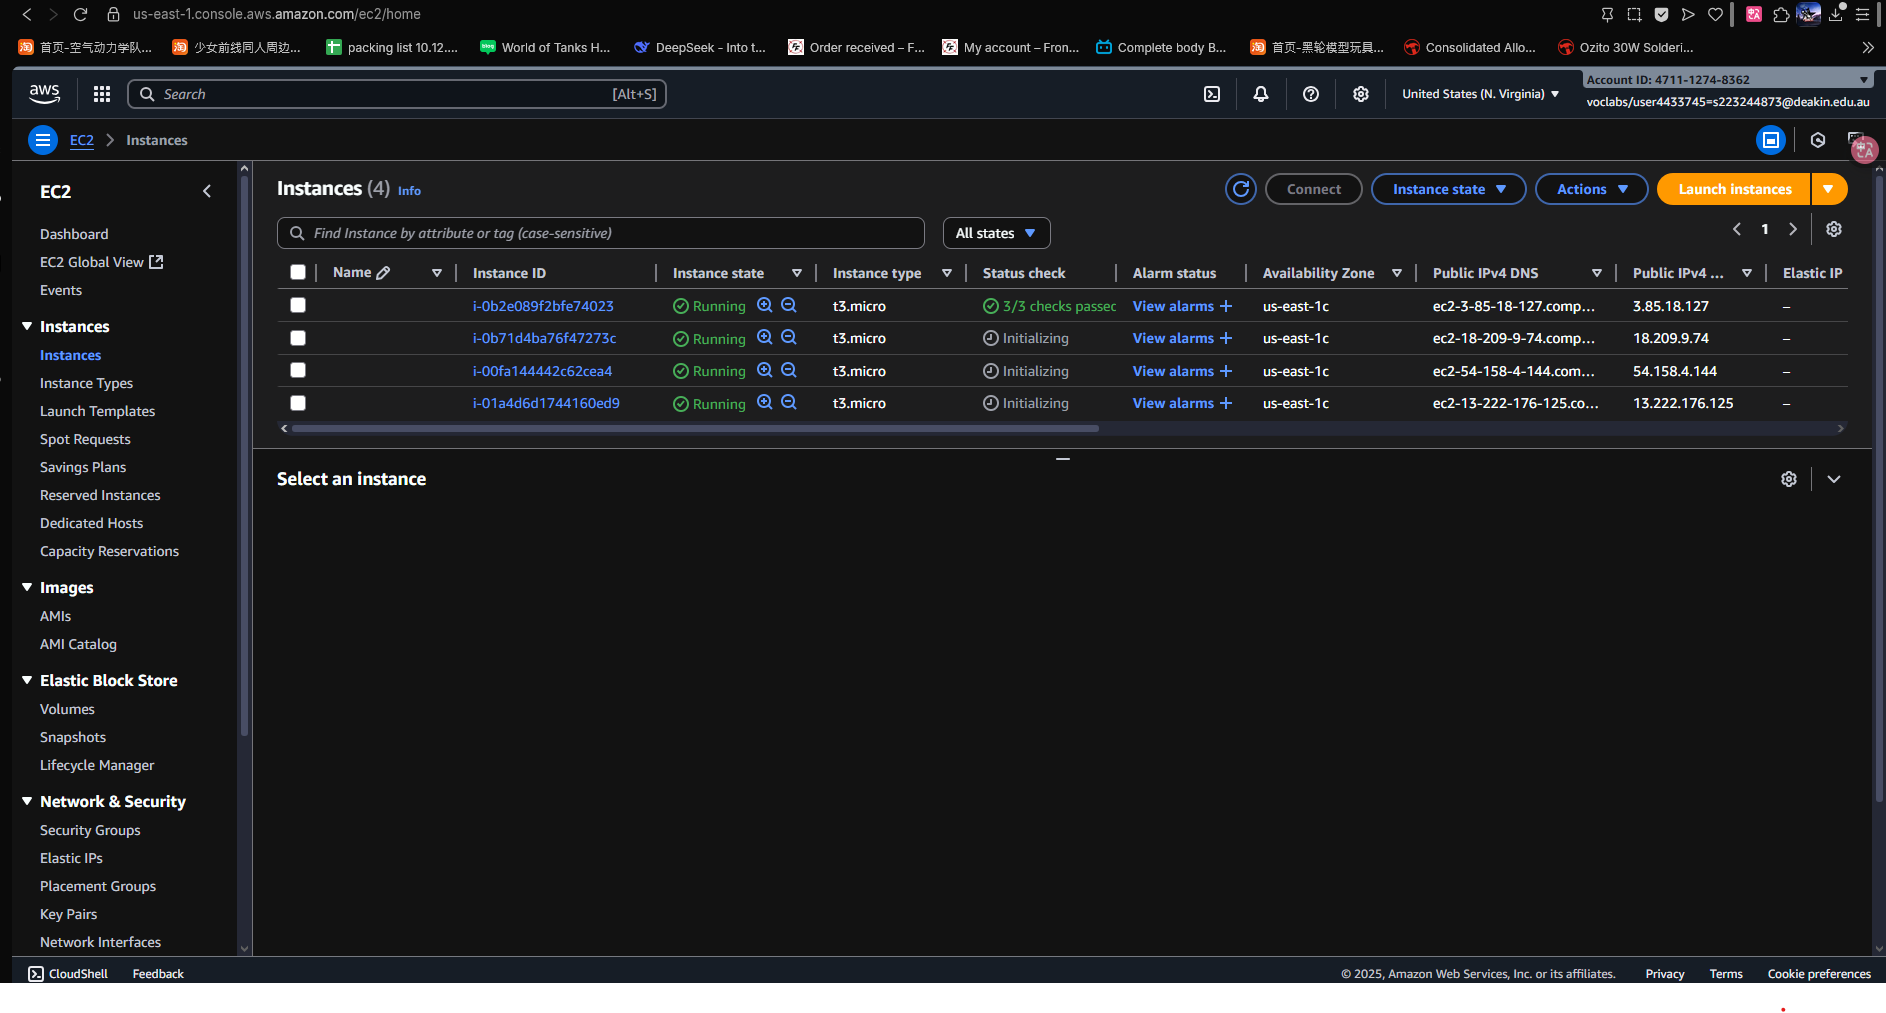 us-east-1.console.aws.amazon.com/ec2/home
首页-空气动力学队... 少女前线同人周边... packing list 10.12.... World of Tanks H... DeepSeek - Into t... Order received – F... My account – Fron... Complete body B... 首页-黑轮模型玩具... Consolidated Allo... Ozito 30W Solderi...
aws Search [Alt+S] United States (N. Virginia) Account ID: 4711-1274-8362
voclabs/user4433745=s223244873@deakin.edu.au
EC2 Instances
EC2
Dashboard
EC2 Global View
Events
Instances
Instances
Instance Types
Launch Templates
Spot Requests
Savings Plans
Reserved Instances
Dedicated Hosts
Capacity Reservations
Images
AMIs
AMI Catalog
Elastic Block Store
Volumes
Snapshots
Lifecycle Manager
Network & Security
Security Groups
Elastic IPs
Placement Groups
Key Pairs
Network Interfaces
Instances (4) Info Connect Instance state Actions Launch instances
Find Instance by attribute or tag (case-sensitive) All states 1
Name Instance ID Instance state Instance type Status check Alarm status Availability Zone Public IPv4 DNS Public IPv4 ... Elastic IP
i-0b2e089f2bfe74023 Running t3.micro 3/3 checks passec View alarms + us-east-1c ec2-3-85-18-127.comp... 3.85.18.127 –
i-0b71d4ba76f47273c Running t3.micro Initializing View alarms + us-east-1c ec2-18-209-9-74.comp... 18.209.9.74 –
i-00fa144442c62cea4 Running t3.micro Initializing View alarms + us-east-1c ec2-54-158-4-144.com... 54.158.4.144 –
i-01a4d6d1744160ed9 Running t3.micro Initializing View alarms + us-east-1c ec2-13-222-176-125.co... 13.222.176.125 –
Select an instance
CloudShell Feedback © 2025, Amazon Web Services, Inc. or its affiliates. Privacy Terms Cookie preferences